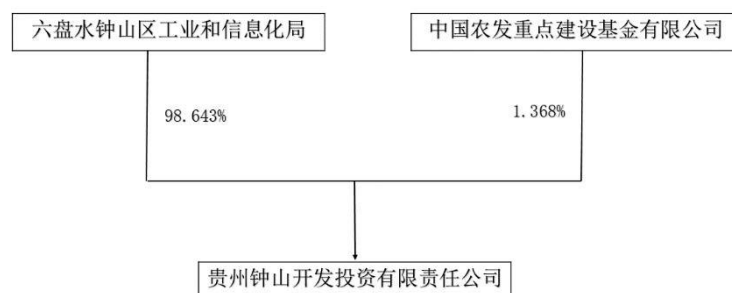 六盘水钟山区工业和信息化局
中国农发重点建设基金有限公司
98.643%
1.368%
贵州钟山开发投资有限责任公司